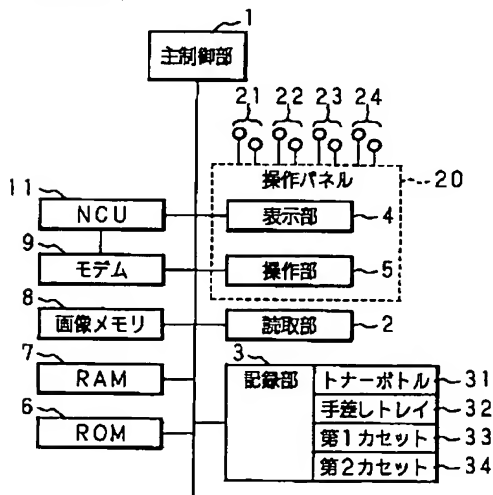 1
主制御部
21 22 23 24
操作パネル
20
11
NCU
表示部
4
9
モデム
操作部
5
8
画像メモリ
読取部
2
7
RAM
3
記録部
トナーボトル
31
手差しトレイ
32
6
ROM
第1カセット
33
第2カセット
34